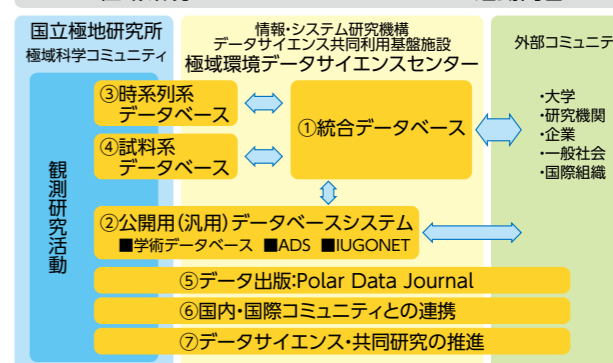 国立極地研究所
極域科学コミュニティ
情報・システム研究機構
データサイエンス共同利用基盤施設
極域環境データサイエンスセンター
外部コミュニテ
③時系列系
データベース
④試料系
データベース
①統合データベース
・大学
・研究機関
・企業
・一般社会
・国際組織
観測研究活動
②公開用(汎用)データベースシステム
■学術データベース ■ADS ■IUGONET
⑤データ出版:Polar Data Journal
⑥国内・国際コミュニティとの連携
⑦データサイエンス・共同研究の推進